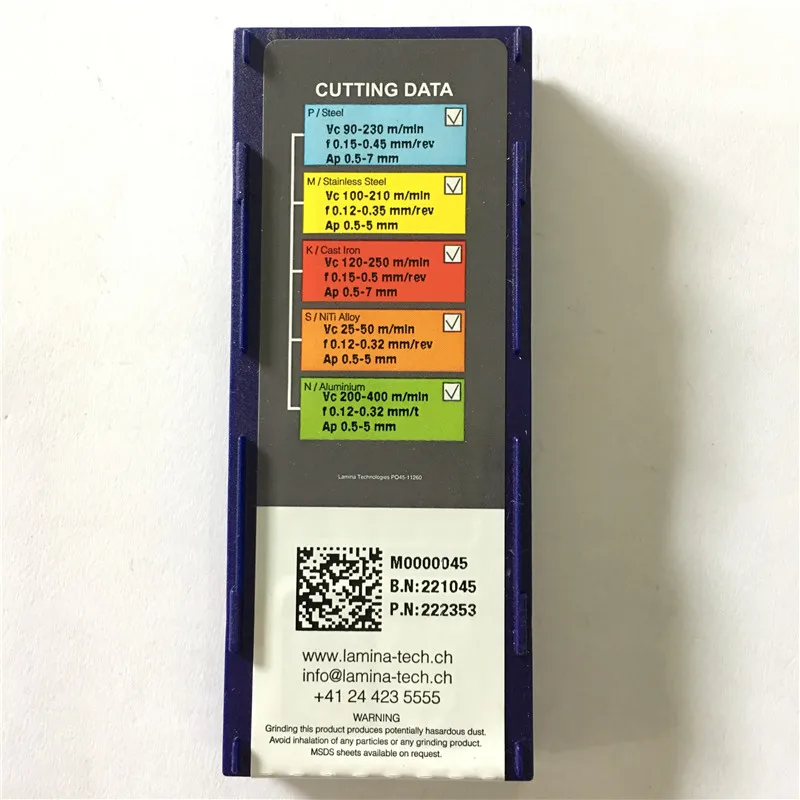 CUTTING DATA
P / Steel
Vc 90-230 m/min
f 0.15-0.45 mm/rev
Ap 0.5-7 mm
M / Stainless Steel
Vc 100-210 m/min
f 0.12-0.35 mm/rev
Ap 0.5-5 mm
K / Cast Iron
Vc 120-250 m/min
f 0.15-0.5 mm/rev
Ap 0.5-7 mm
S / NiTi Alloy
Vc 25-50 m/min
f 0.12-0.32 mm/rev
Ap 0.5-5 mm
N / Aluminium
Vc 200-400 m/min
f 0.12-0.32 mm/t
Ap 0.5-5 mm
Lamina Technologies PO45-11260
M0000045
B.N:221045
P.N:222353
www.lamina-tech.ch
info@lamina-tech.ch
+41 24 423 5555
WARNING
Grinding this product produces potentially hazardous dust.
Avoid inhalation of any particles or any grinding product.
MSDS sheets available on request.